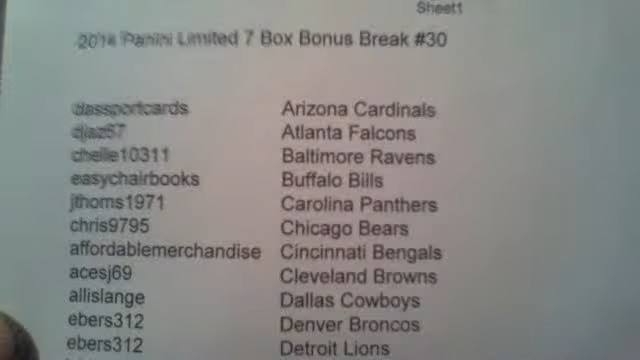 Sheet1
2014 Panini Limited 7 Box Bonus Break #30
dassportcards Arizona Cardinals
djaz67 Atlanta Falcons
chelle10311 Baltimore Ravens
easychairbooks Buffalo Bills
jthoms1971 Carolina Panthers
chris9795 Chicago Bears
affordablemerchandise Cincinnati Bengals
acesj69 Cleveland Browns
allislange Dallas Cowboys
ebers312 Denver Broncos
ebers312 Detroit Lions